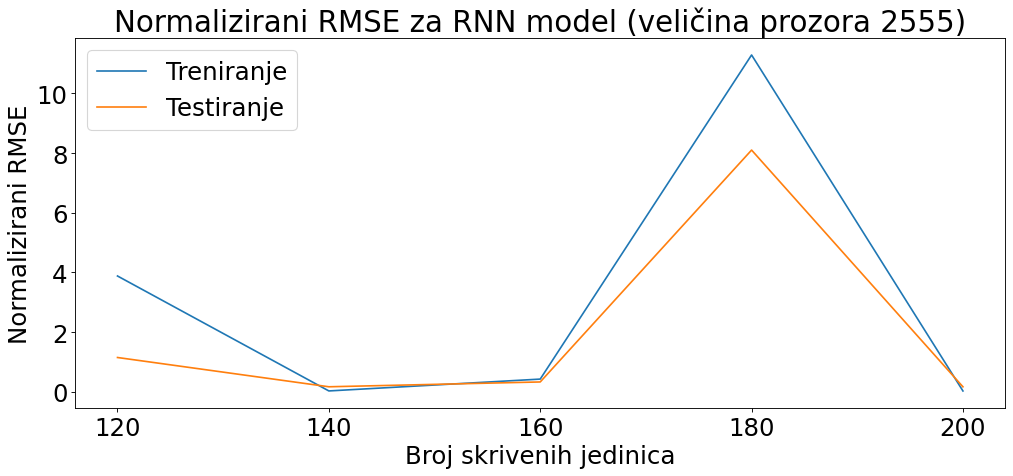 Normalizirani RMSE za RNN model (veličina prozora 2555)
Treniranje
Testiranje
Normalizirani RMSE
10
8
6
4
2
0
120 140 160 180 200
Broj skrivenih jedinica